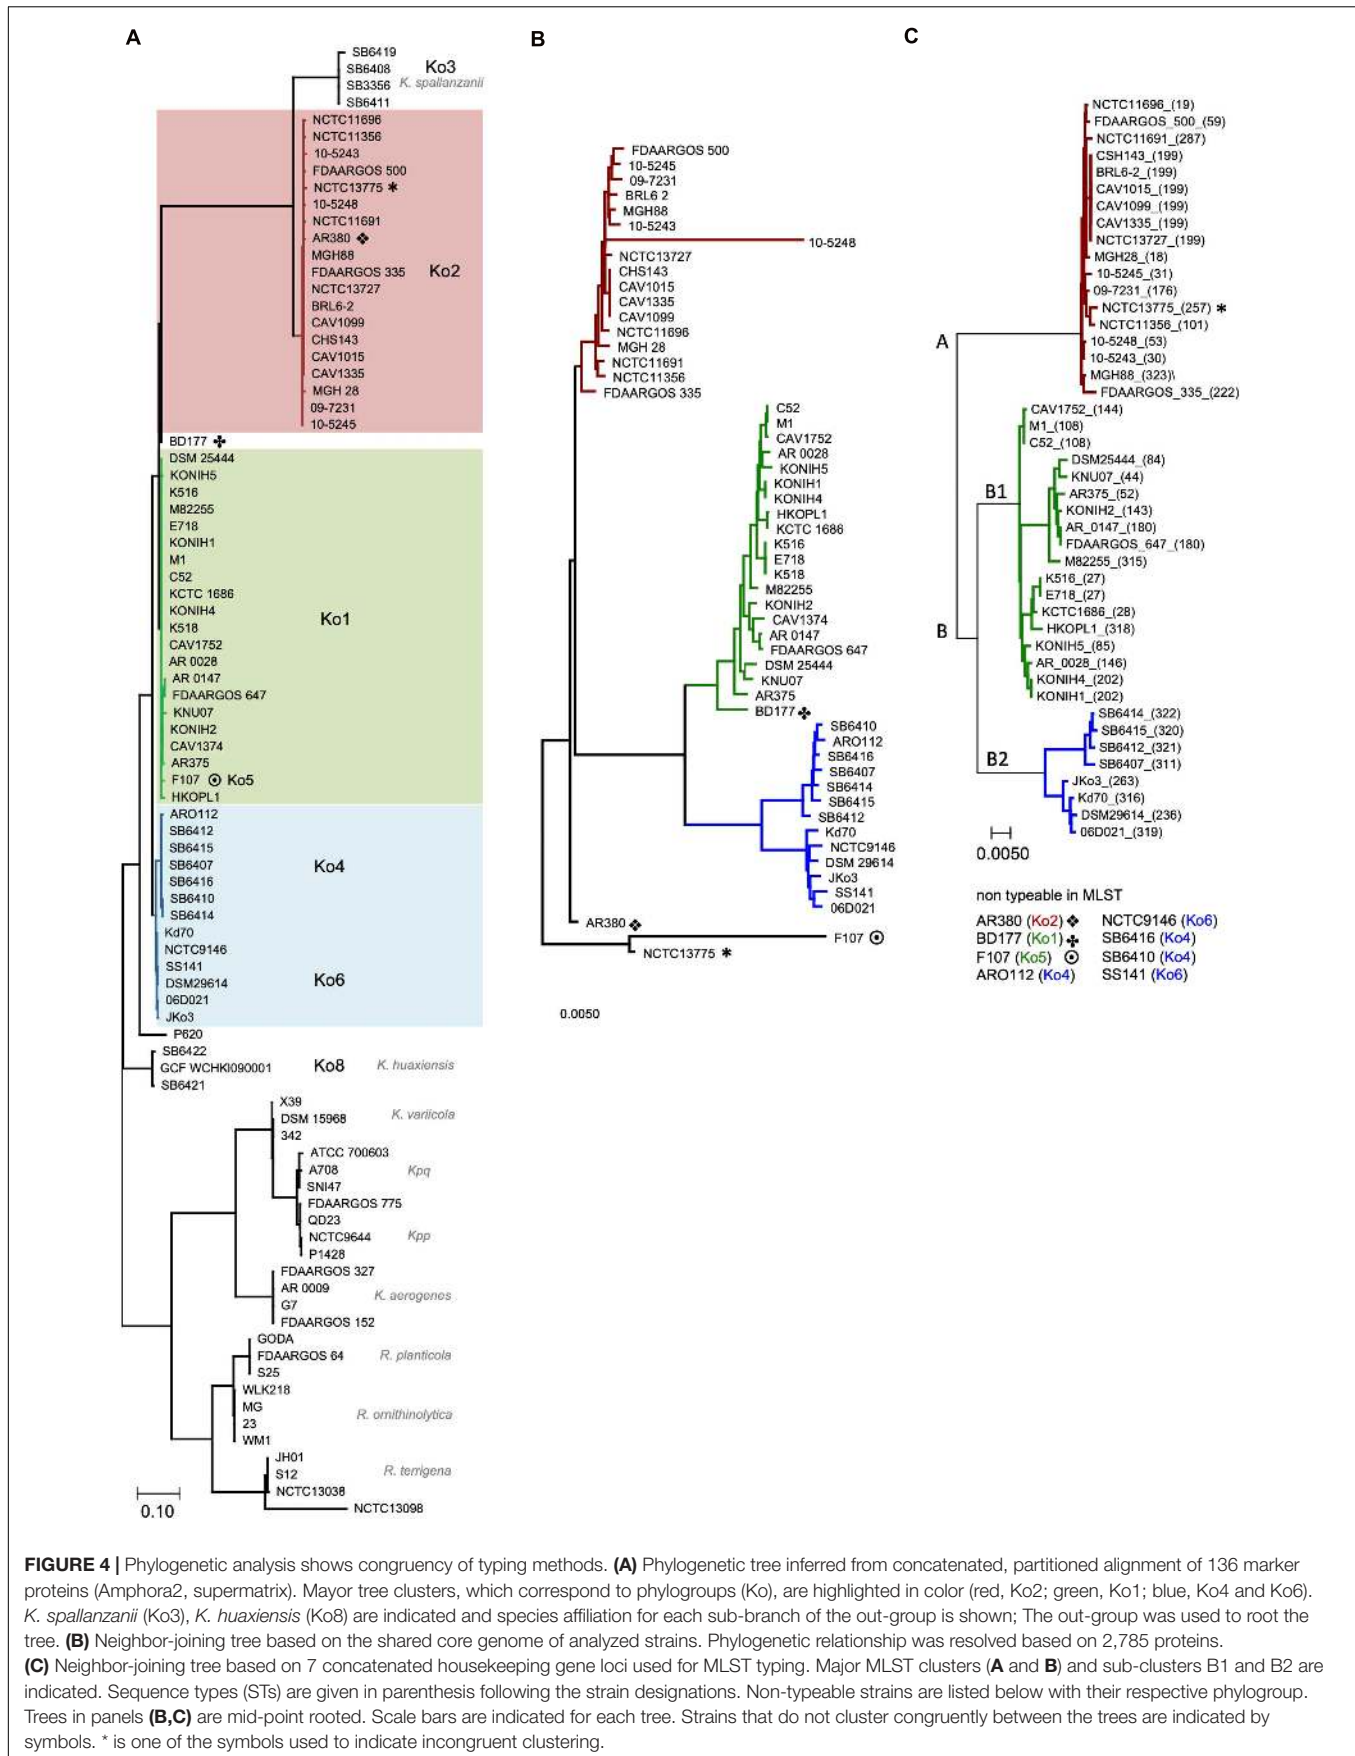 A
SB6419
SB6408
SB3356
SB6411
Ko3
K. spallanzanii
NCTC11696
NCTC11356
10-5243
FDAARGOS 500
NCTC13775 *
10-5248
NCTC11691
AR380 ❖
MGH88
FDAARGOS 335
NCTC13727
BRL6-2
CAV1099
CHS143
CAV1015
CAV1335
MGH 28
09-7231
10-5245
Ko2
BD177 ✤
DSM 25444
KONIH5
K516
M82255
E718
KONIH1
M1
C52
KCTC 1686
KONIH4
K518
CAV1752
AR 0028
AR 0147
FDAARGOS 647
KNU07
KONIH2
CAV1374
AR375
F107 ⊙ Ko5
HKOPL1
Ko1
ARO112
SB6412
SB6415
SB6407
SB6416
SB6410
SB6414
Ko4
Kd70
NCTC9146
SS141
DSM29614
06D021
JKo3
Ko6
P620
SB6422
GCF WCHKI090001
SB6421
Ko8
K. huaxiensis
X39
DSM 15968
342
K. variicola
ATCC 700603
A708
SNI47
Kpq
FDAARGOS 775
QD23
NCTC9644
P1428
Kpp
FDAARGOS 327
AR 0009
G7
FDAARGOS 152
K. aerogenes
GODA
FDAARGOS 64
S25
R. planticola
WLK218
MG
23
WM1
R. ornithinolytica
JH01
S12
NCTC13038
NCTC13098
R. terrigena
0.10
B
FDAARGOS 500
10-5245
09-7231
BRL6 2
MGH88
10-5243
10-5248
NCTC13727
CHS143
CAV1015
CAV1335
CAV1099
NCTC11696
MGH 28
NCTC11691
NCTC11356
FDAARGOS 335
C52
M1
CAV1752
AR 0028
KONIH5
KONIH1
KONIH4
HKOPL1
KCTC 1686
K516
E718
K518
M82255
KONIH2
CAV1374
AR 0147
FDAARGOS 647
DSM 25444
KNU07
AR375
BD177 ✤
SB6410
ARO112
SB6416
SB6407
SB6414
SB6415
SB6412
Kd70
NCTC9146
DSM 29614
JKo3
SS141
06D021
AR380 ❖
F107 ⊙
NCTC13775 *
0.0050
C
NCTC11696_(19)
FDAARGOS_500_(59)
NCTC11691_(287)
CSH143_(199)
BRL6-2_(199)
CAV1015_(199)
CAV1099_(199)
CAV1335_(199)
NCTC13727_(199)
MGH28_(18)
10-5245_(31)
09-7231_(176)
NCTC13775_(257) *
NCTC11356_(101)
10-5248_(53)
10-5243_(30)
MGH88_(323)\
FDAARGOS_335_(222)
A
CAV1752_(144)
M1_(108)
C52_(108)
DSM25444_(84)
KNU07_(44)
AR375_(52)
KONIH2_(143)
AR_0147_(180)
FDAARGOS_647_(180)
M82255_(315)
K516_(27)
E718_(27)
KCTC1686_(28)
HKOPL1_(318)
KONIH5_(85)
AR_0028_(146)
KONIH4_(202)
KONIH1_(202)
B1
B
SB6414_(322)
SB6415_(320)
SB6412_(321)
SB6407_(311)
JKo3_(263)
Kd70_(316)
DSM29614_(236)
06D021_(319)
B2
0.0050
non typeable in MLST
AR380 (Ko2) ❖ NCTC9146 (Ko6)
BD177 (Ko1) ✤ SB6416 (Ko4)
F107 (Ko5) ⊙ SB6410 (Ko4)
ARO112 (Ko4) SS141 (Ko6)
FIGURE 4 | Phylogenetic analysis shows congruency of typing methods. (A) Phylogenetic tree inferred from concatenated, partitioned alignment of 136 marker
proteins (Amphora2, supermatrix). Mayor tree clusters, which correspond to phylogroups (Ko), are highlighted in color (red, Ko2; green, Ko1; blue, Ko4 and Ko6).
K. spallanzanii (Ko3), K. huaxiensis (Ko8) are indicated and species affiliation for each sub-branch of the out-group is shown; The out-group was used to root the
tree. (B) Neighbor-joining tree based on the shared core genome of analyzed strains. Phylogenetic relationship was resolved based on 2,785 proteins.
(C) Neighbor-joining tree based on 7 concatenated housekeeping gene loci used for MLST typing. Major MLST clusters (A and B) and sub-clusters B1 and B2 are
indicated. Sequence types (STs) are given in parenthesis following the strain designations. Non-typeable strains are listed below with their respective phylogroup.
Trees in panels (B,C) are mid-point rooted. Scale bars are indicated for each tree. Strains that do not cluster congruently between the trees are indicated by
symbols. * is one of the symbols used to indicate incongruent clustering.